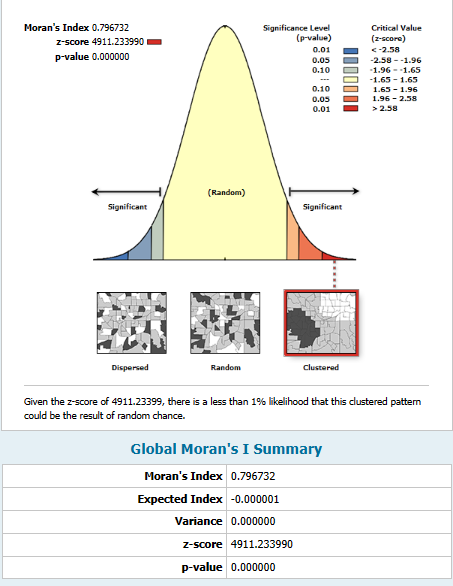 Moran's Index 0.796732
z-score 4911.233990
p-value 0.000000
Significance Level
(p-value)
Critical Value
(z-score)
0.01 < -2.58
0.05 -2.58 - -1.96
0.10 -1.96 - -1.65
--- -1.65 - 1.65
0.10 1.65 - 1.96
0.05 1.96 - 2.58
0.01 > 2.58
(Random)
Significant Significant
Dispersed Random Clustered
Given the z-score of 4911.23399, there is a less than 1% likelihood that this clustered pattern
could be the result of random chance.
Global Moran's I Summary
Moran's Index 0.796732
Expected Index -0.000001
Variance 0.000000
z-score 4911.233990
p-value 0.000000